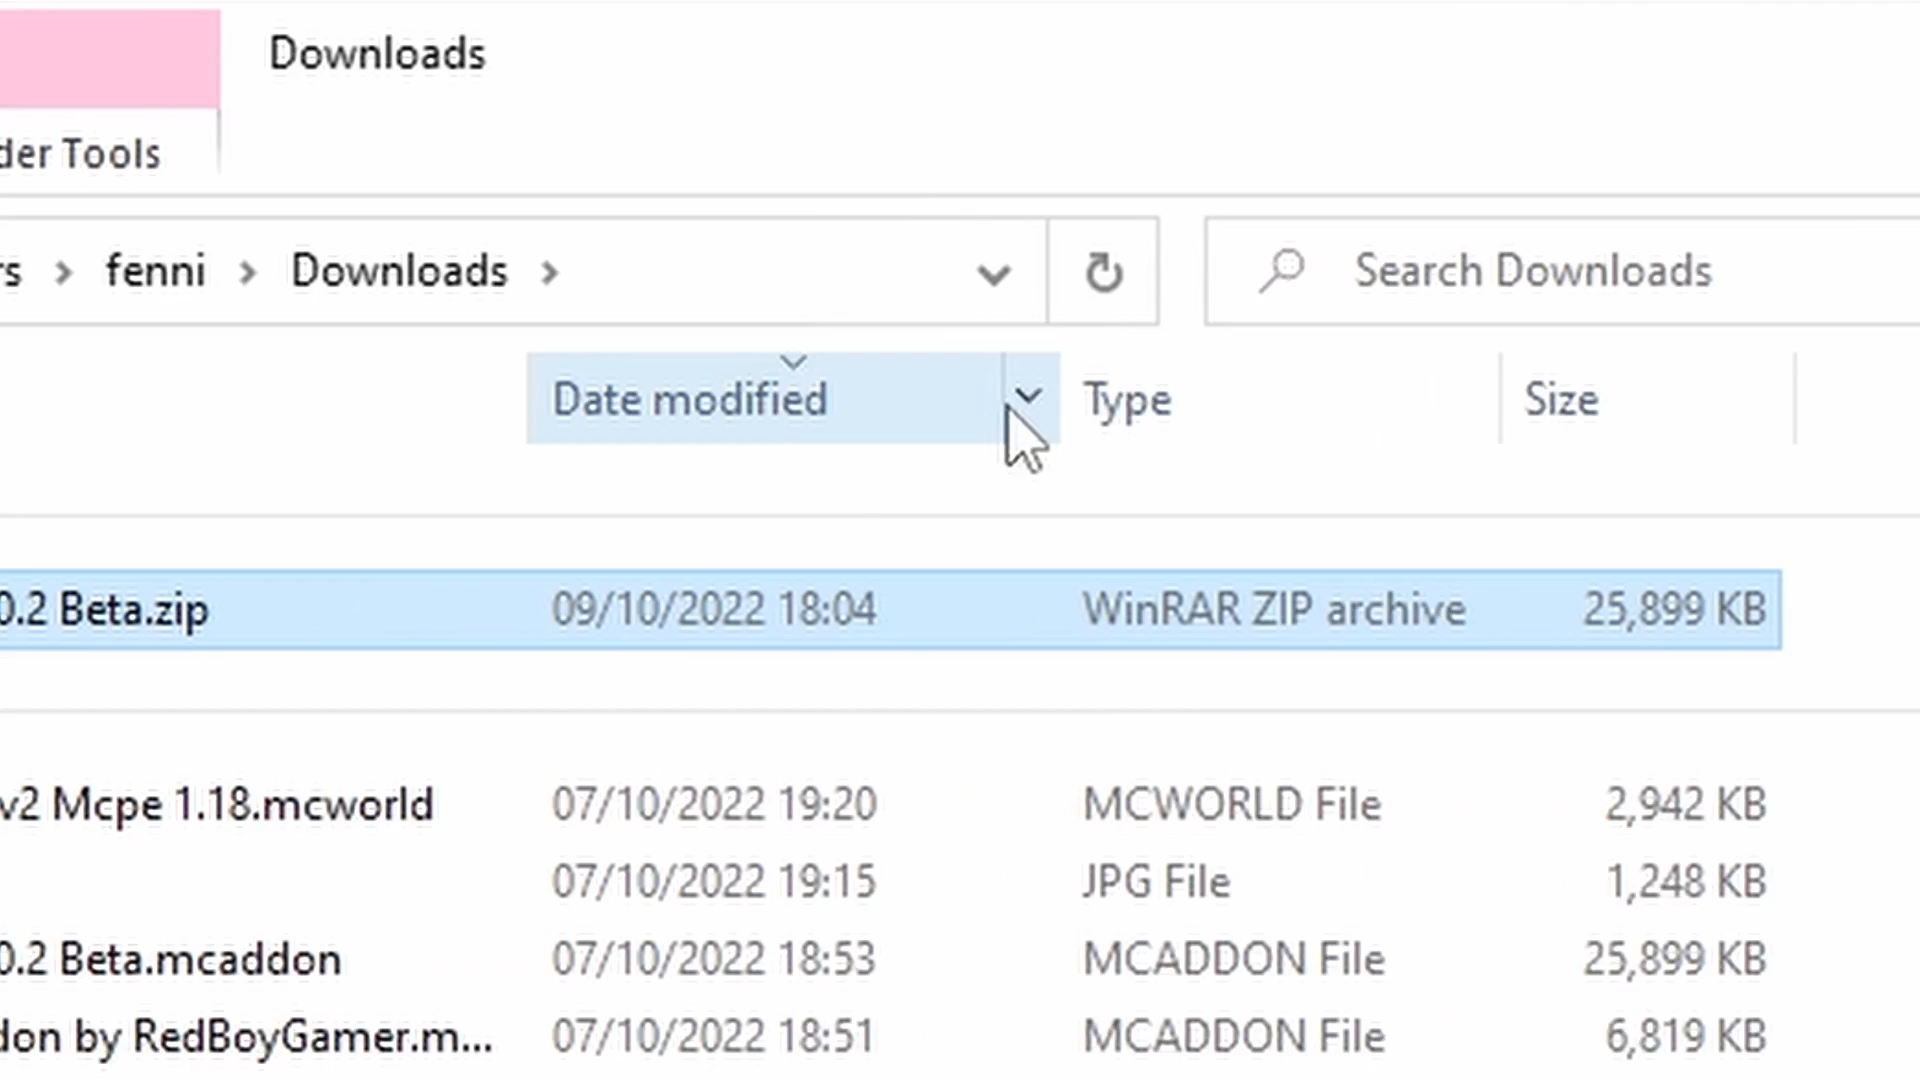 Downloads
der Tools
rs > fenni > Downloads >
Search Downloads
Date modified Type Size
0.2 Beta.zip 09/10/2022 18:04 WinRAR ZIP archive 25,899 KB
v2 Mcpe 1.18.mcworld 07/10/2022 19:20 MCWORLD File 2,942 KB
07/10/2022 19:15 JPG File 1,248 KB
0.2 Beta.mcaddon 07/10/2022 18:53 MCADDON File 25,899 KB
don by RedBoyGamer.m... 07/10/2022 18:51 MCADDON File 6,819 KB